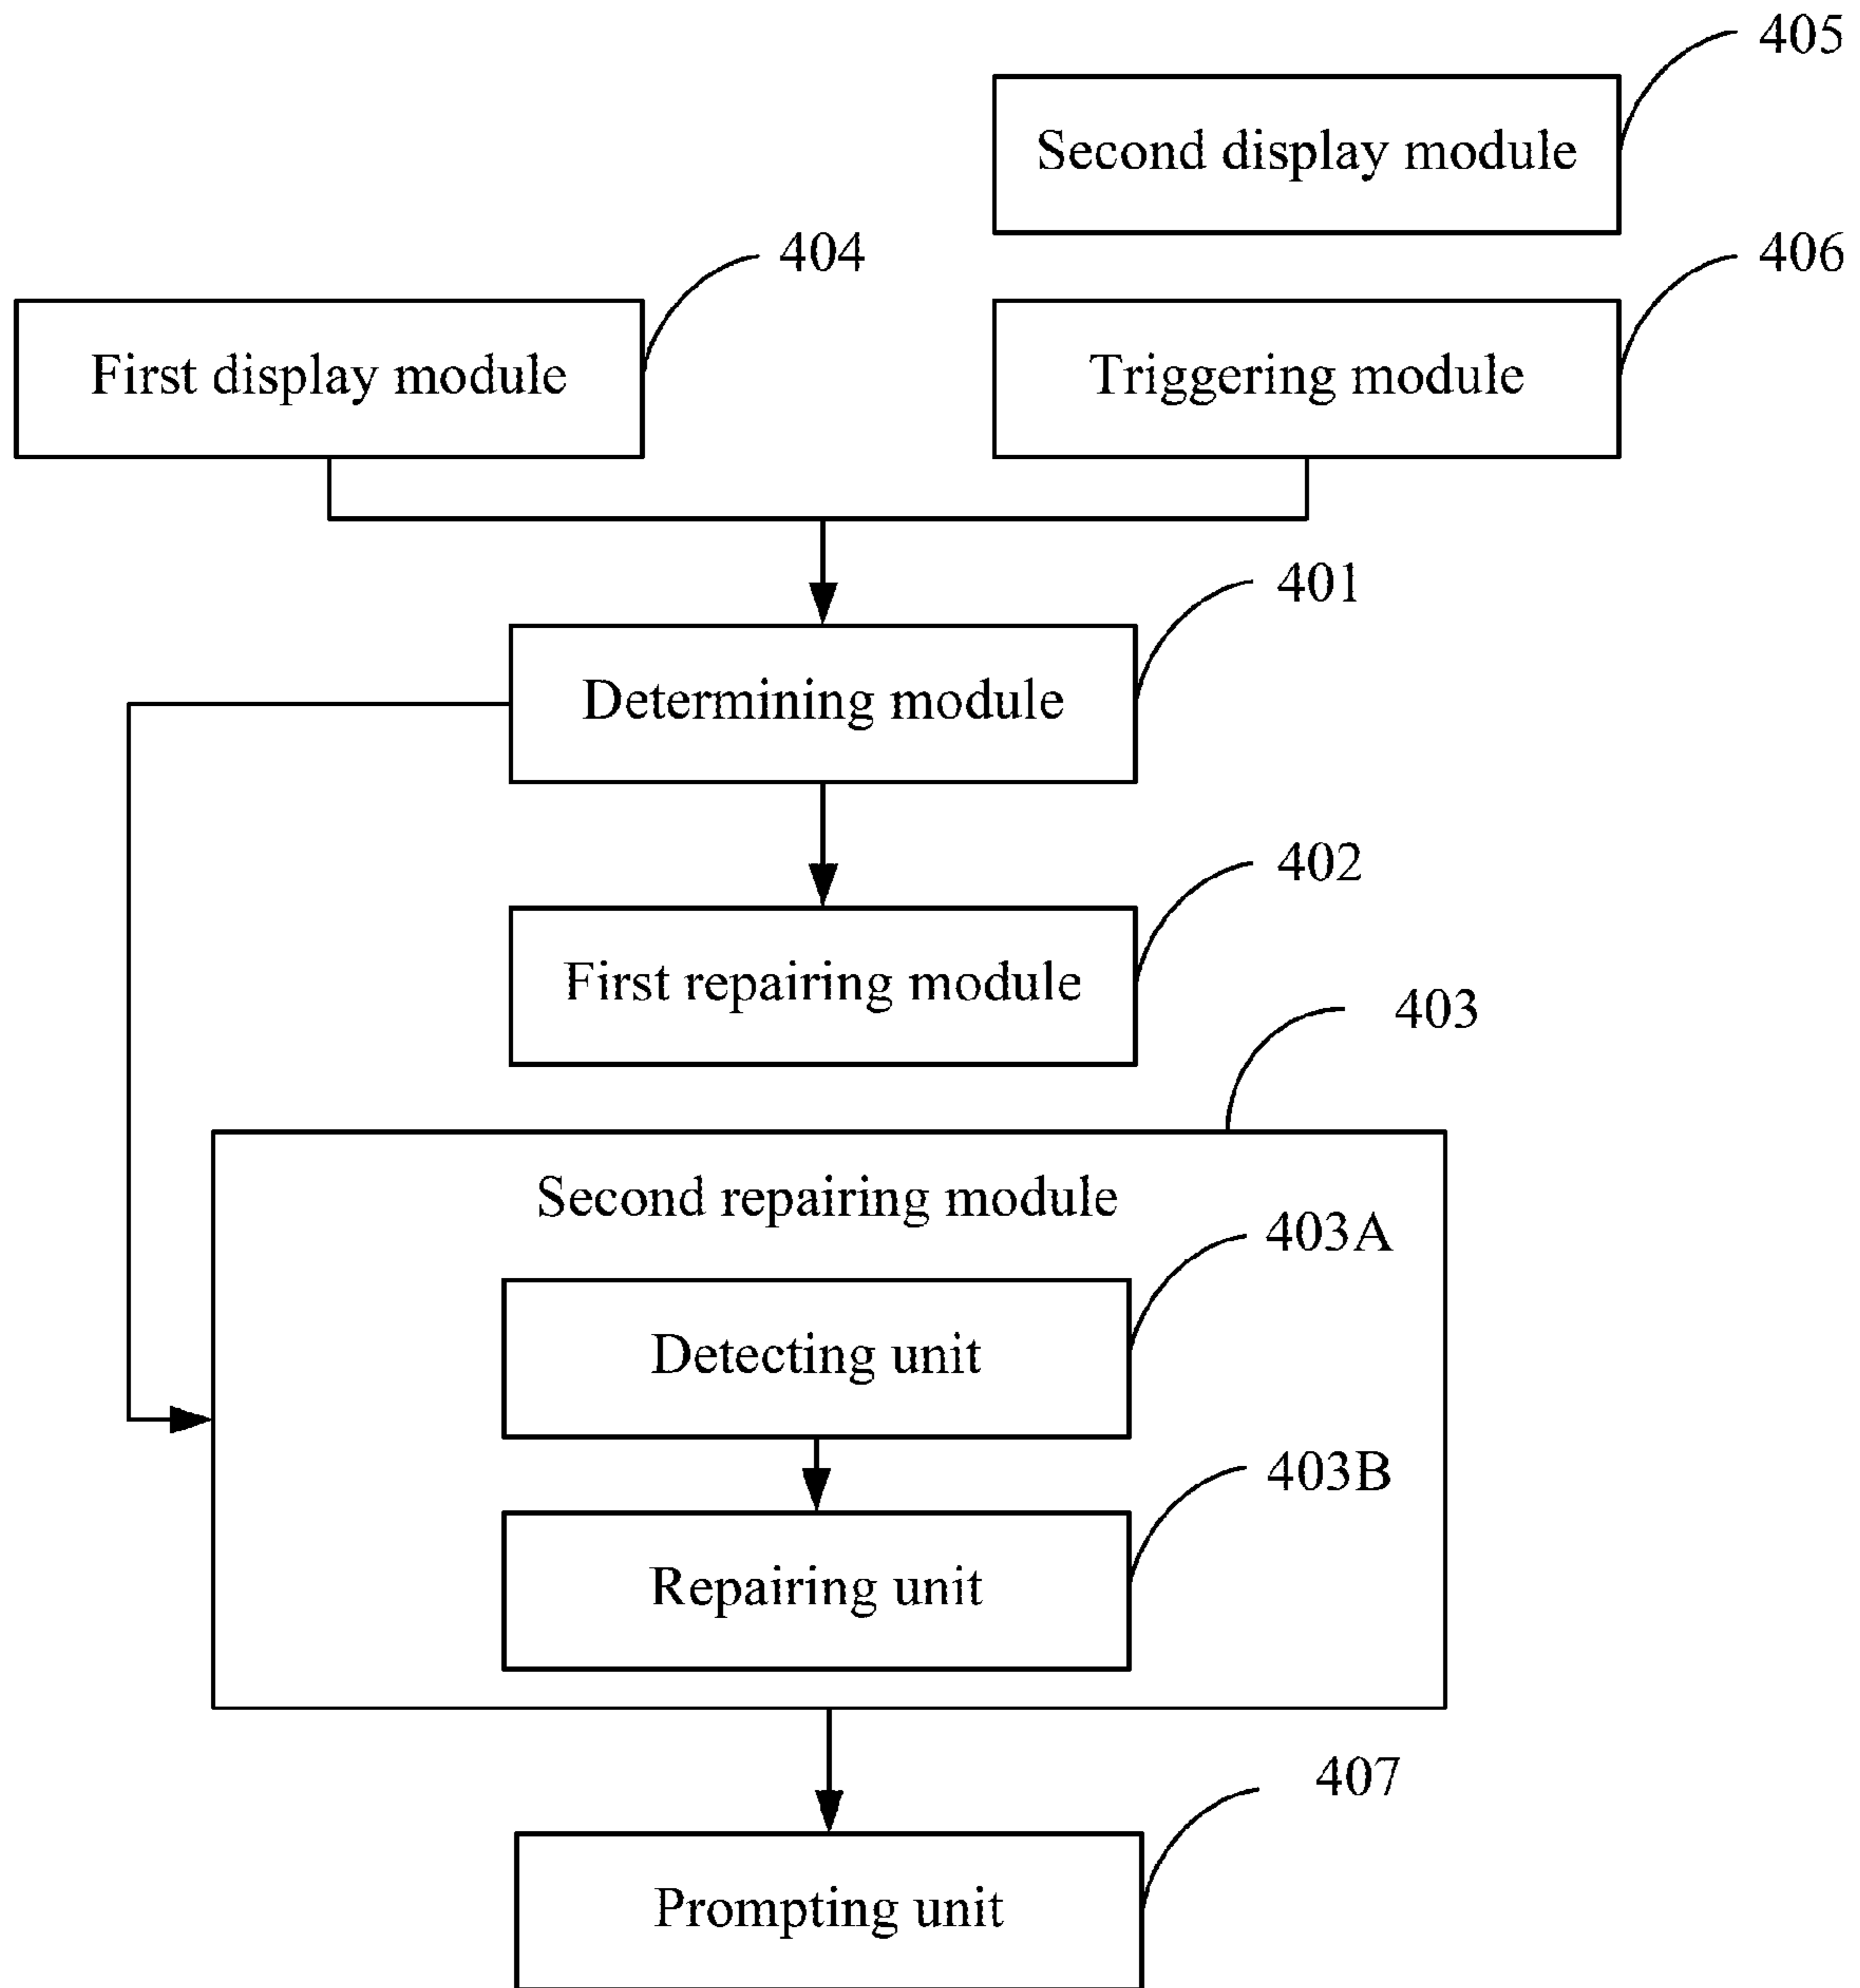 405
Second display module
404
406
First display module
Triggering module
401
Determining module
402
First repairing module
403
Second repairing module
403A
Detecting unit
403B
Repairing unit
407
Prompting unit